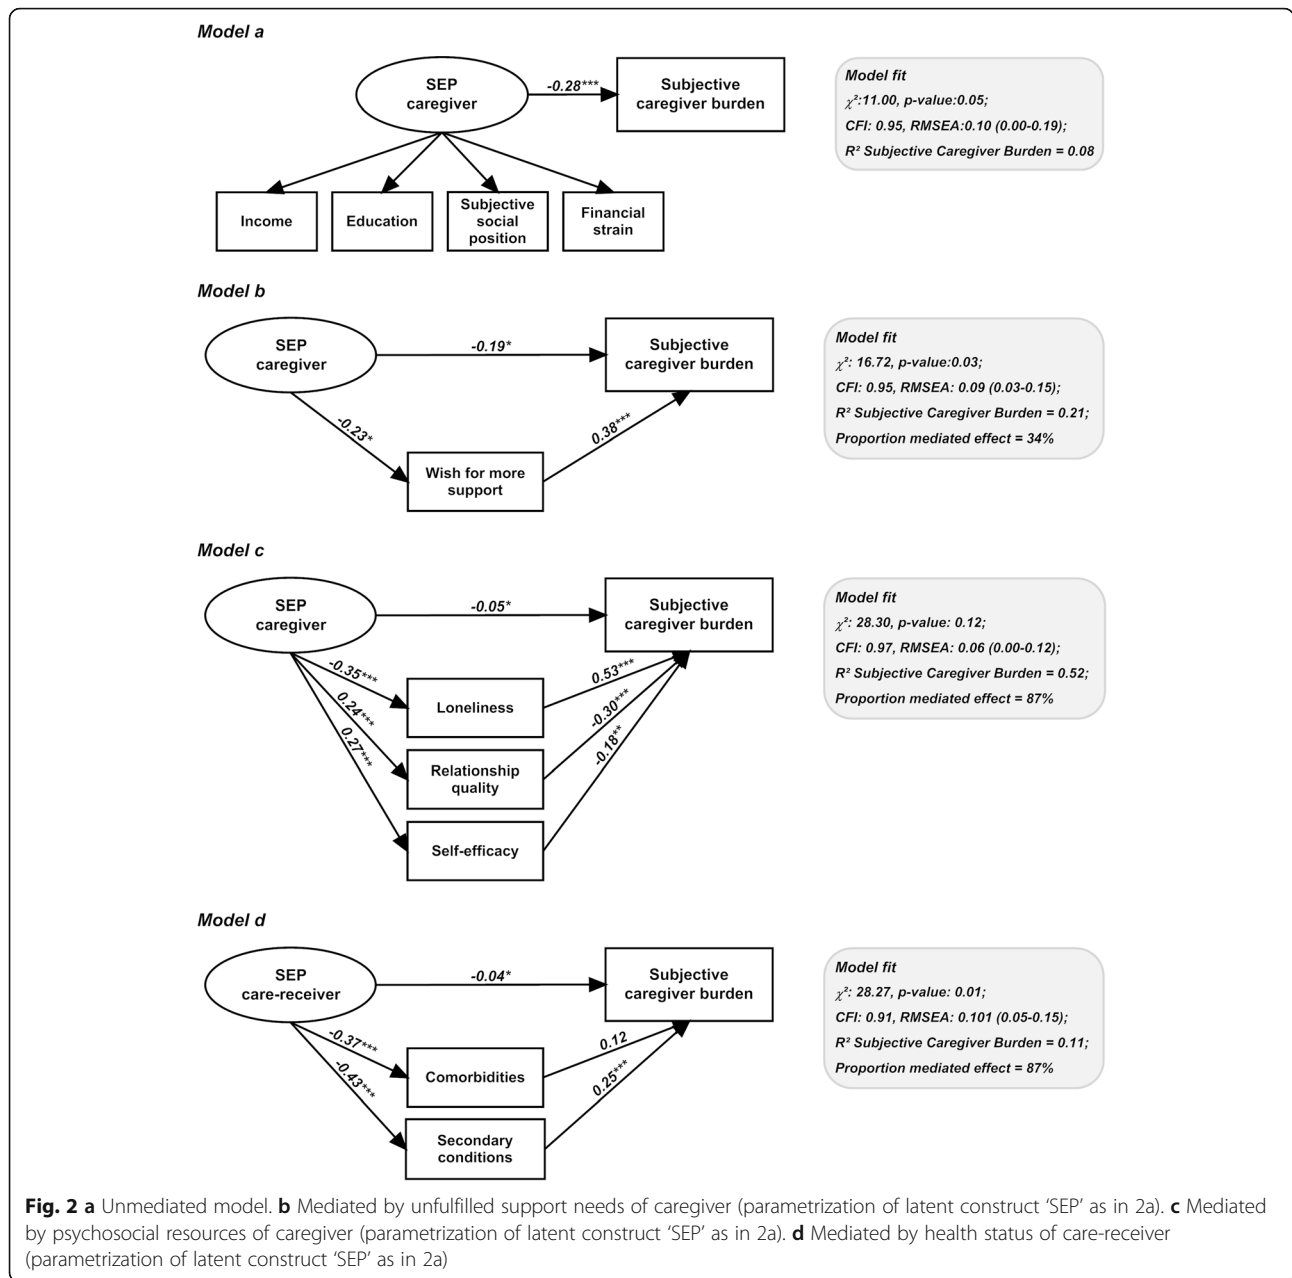 Model a
SEP
caregiver
-0.28***
Subjective
caregiver burden
Income
Education
Subjective
social
position
Financial
strain
Model fit
χ²:11.00, p-value:0.05;
CFI: 0.95, RMSEA:0.10 (0.00-0.19);
R² Subjective Caregiver Burden = 0.08
Model b
SEP
caregiver
-0.19*
Subjective
caregiver burden
-0.23*
0.38***
Wish for more
support
Model fit
χ²: 16.72, p-value:0.03;
CFI: 0.95, RMSEA: 0.09 (0.03-0.15);
R² Subjective Caregiver Burden = 0.21;
Proportion mediated effect = 34%
Model c
SEP
caregiver
-0.05*
Subjective
caregiver burden
-0.35***
0.24***
0.27***
0.53***
-0.30***
-0.18**
Loneliness
Relationship
quality
Self-efficacy
Model fit
χ²: 28.30, p-value: 0.12;
CFI: 0.97, RMSEA: 0.06 (0.00-0.12);
R² Subjective Caregiver Burden = 0.52;
Proportion mediated effect = 87%
Model d
SEP
care-receiver
-0.04*
Subjective
caregiver burden
-0.37***
-0.43***
0.12
0.25***
Comorbidities
Secondary
conditions
Model fit
χ²: 28.27, p-value: 0.01;
CFI: 0.91, RMSEA: 0.101 (0.05-0.15);
R² Subjective Caregiver Burden = 0.11;
Proportion mediated effect = 87%
Fig. 2 a Unmediated model. b Mediated by unfulfilled support needs of caregiver (parametrization of latent construct ‘SEP’ as in 2a). c Mediated
by psychosocial resources of caregiver (parametrization of latent construct ‘SEP’ as in 2a). d Mediated by health status of care-receiver
(parametrization of latent construct ‘SEP’ as in 2a)